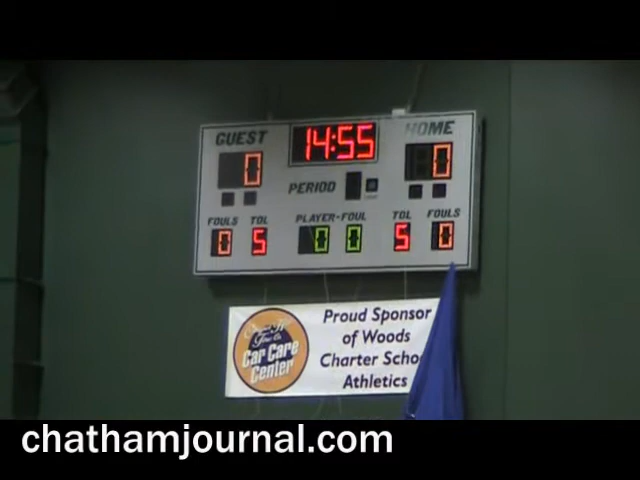 GUEST 14:55 HOME
0 0
PERIOD
FOULS TOL PLAYER-FOUL TOL FOULS
0 5 0 0 5 0
Car Care
Center
Proud Sponsor
of Woods
Charter School
Athletics
chathamjournal.com